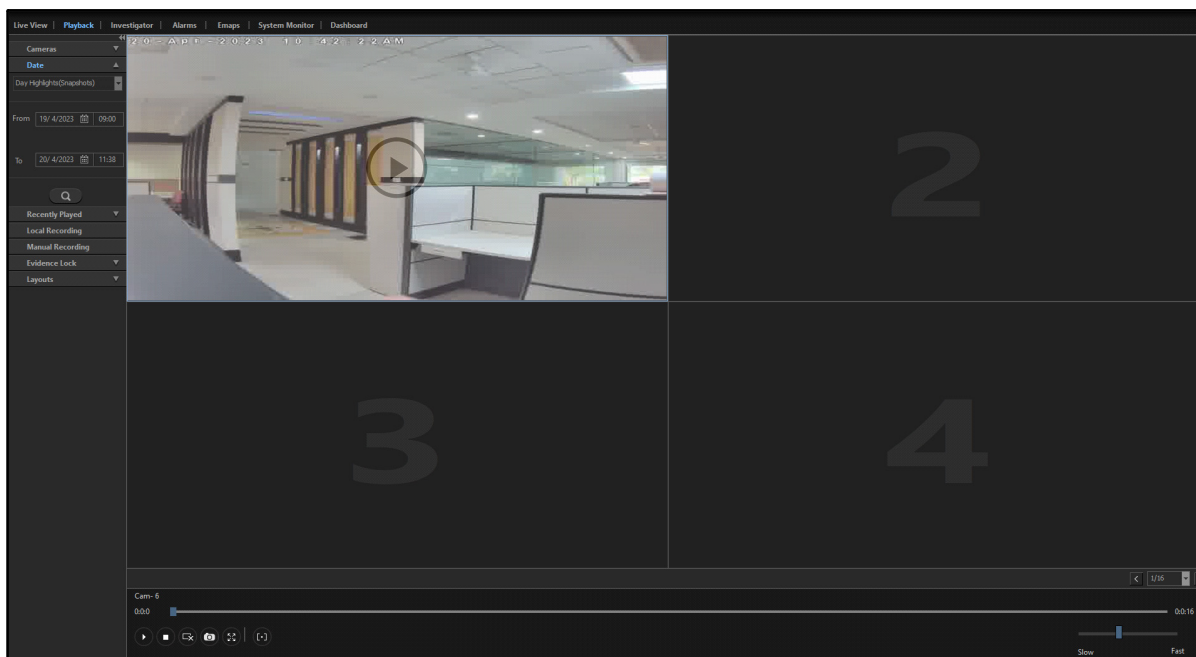 Live View | Playback | Investigator | Alarms | Emaps | System Monitor | Dashboard
Cameras
Date
Day Highlights(Snapshots)
From 19/ 4/2023 09:00
To 20/ 4/2023 11:38
Recently Played
Local Recording
Manual Recording
Evidence Lock
Layouts
20-Apr-2023 10:42:22AM
2
3
4
1/16
Cam- 6
0:0:0
0:0:16
Slow Fast